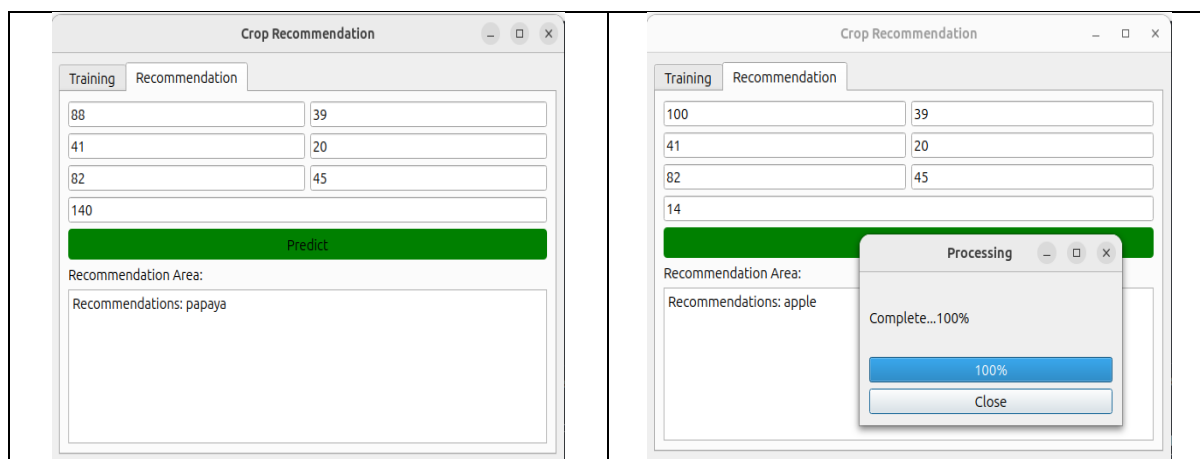 Crop Recommendation
Training Recommendation
88 39
41 20
82 45
140
Predict
Recommendation Area:
Recommendations: papaya
Crop Recommendation
Training Recommendation
100 39
41 20
82 45
14
Recommendation Area:
Recommendations: apple
Processing
Complete...100%
100%
Close